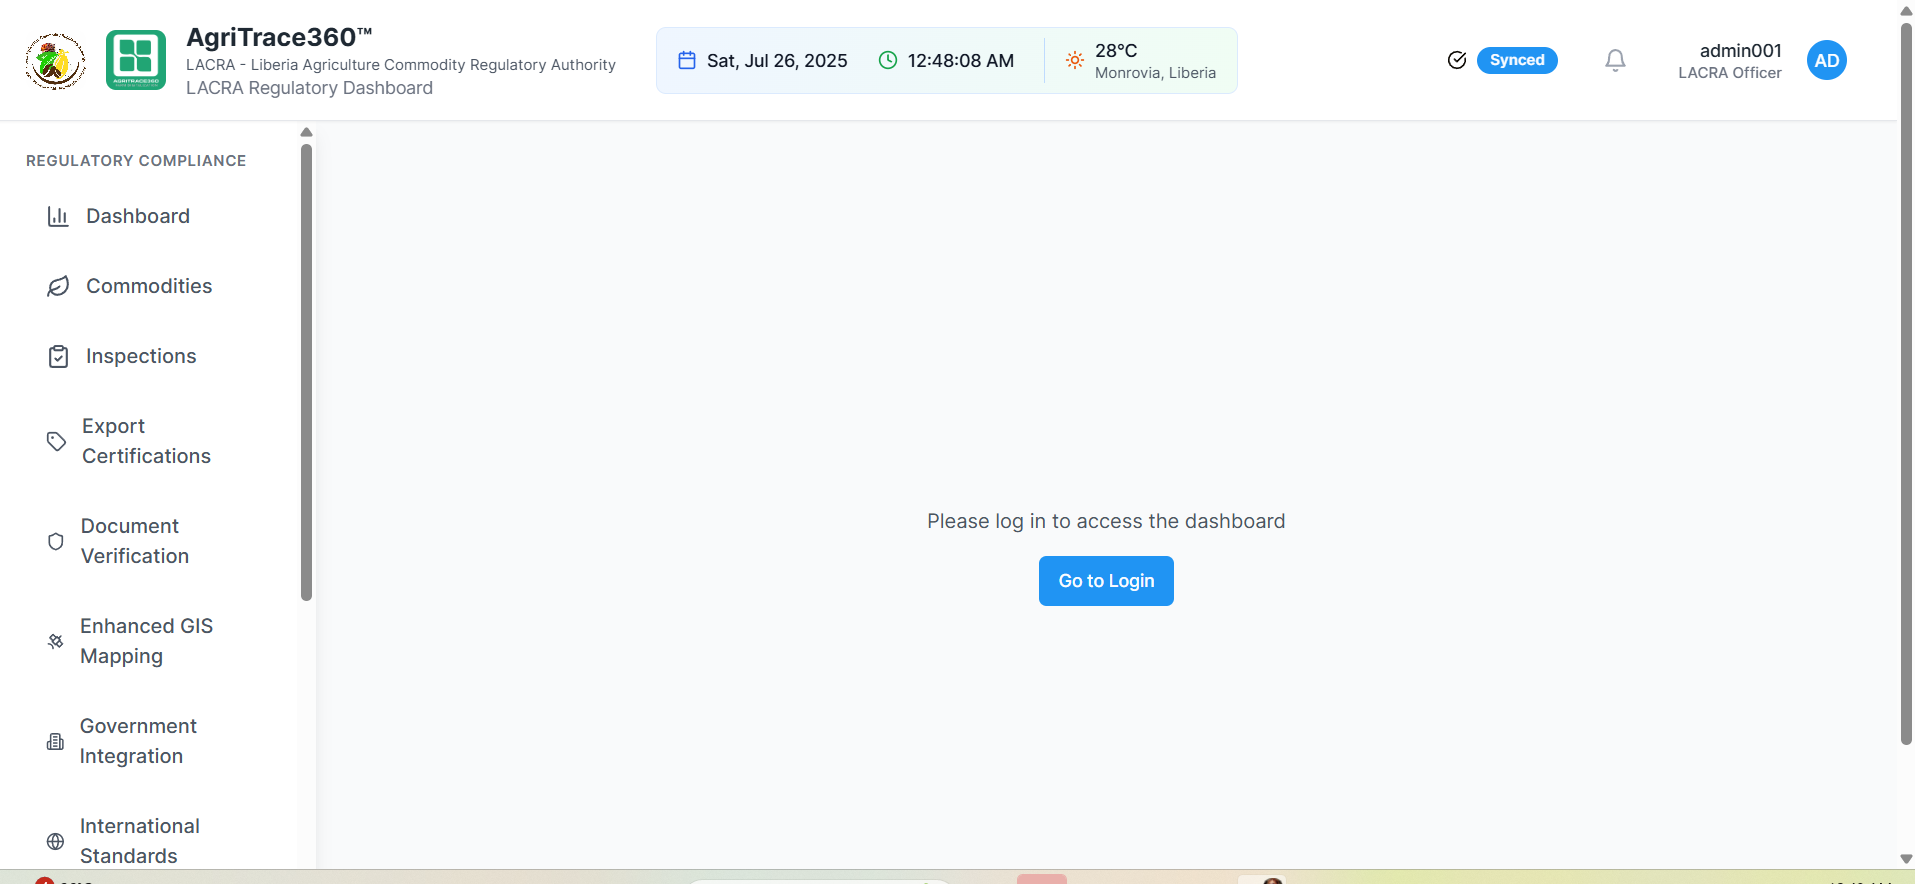 AgriTrace360™
LACRA - Liberia Agriculture Commodity Regulatory Authority
LACRA Regulatory Dashboard
AGRITRACE360
Sat, Jul 26, 2025
12:48:08 AM
28°C
Monrovia, Liberia
Synced
admin001
LACRA Officer
AD
REGULATORY COMPLIANCE
Dashboard
Commodities
Inspections
Export
Certifications
Document
Verification
Enhanced GIS
Mapping
Government
Integration
International
Standards
Please log in to access the dashboard
Go to Login